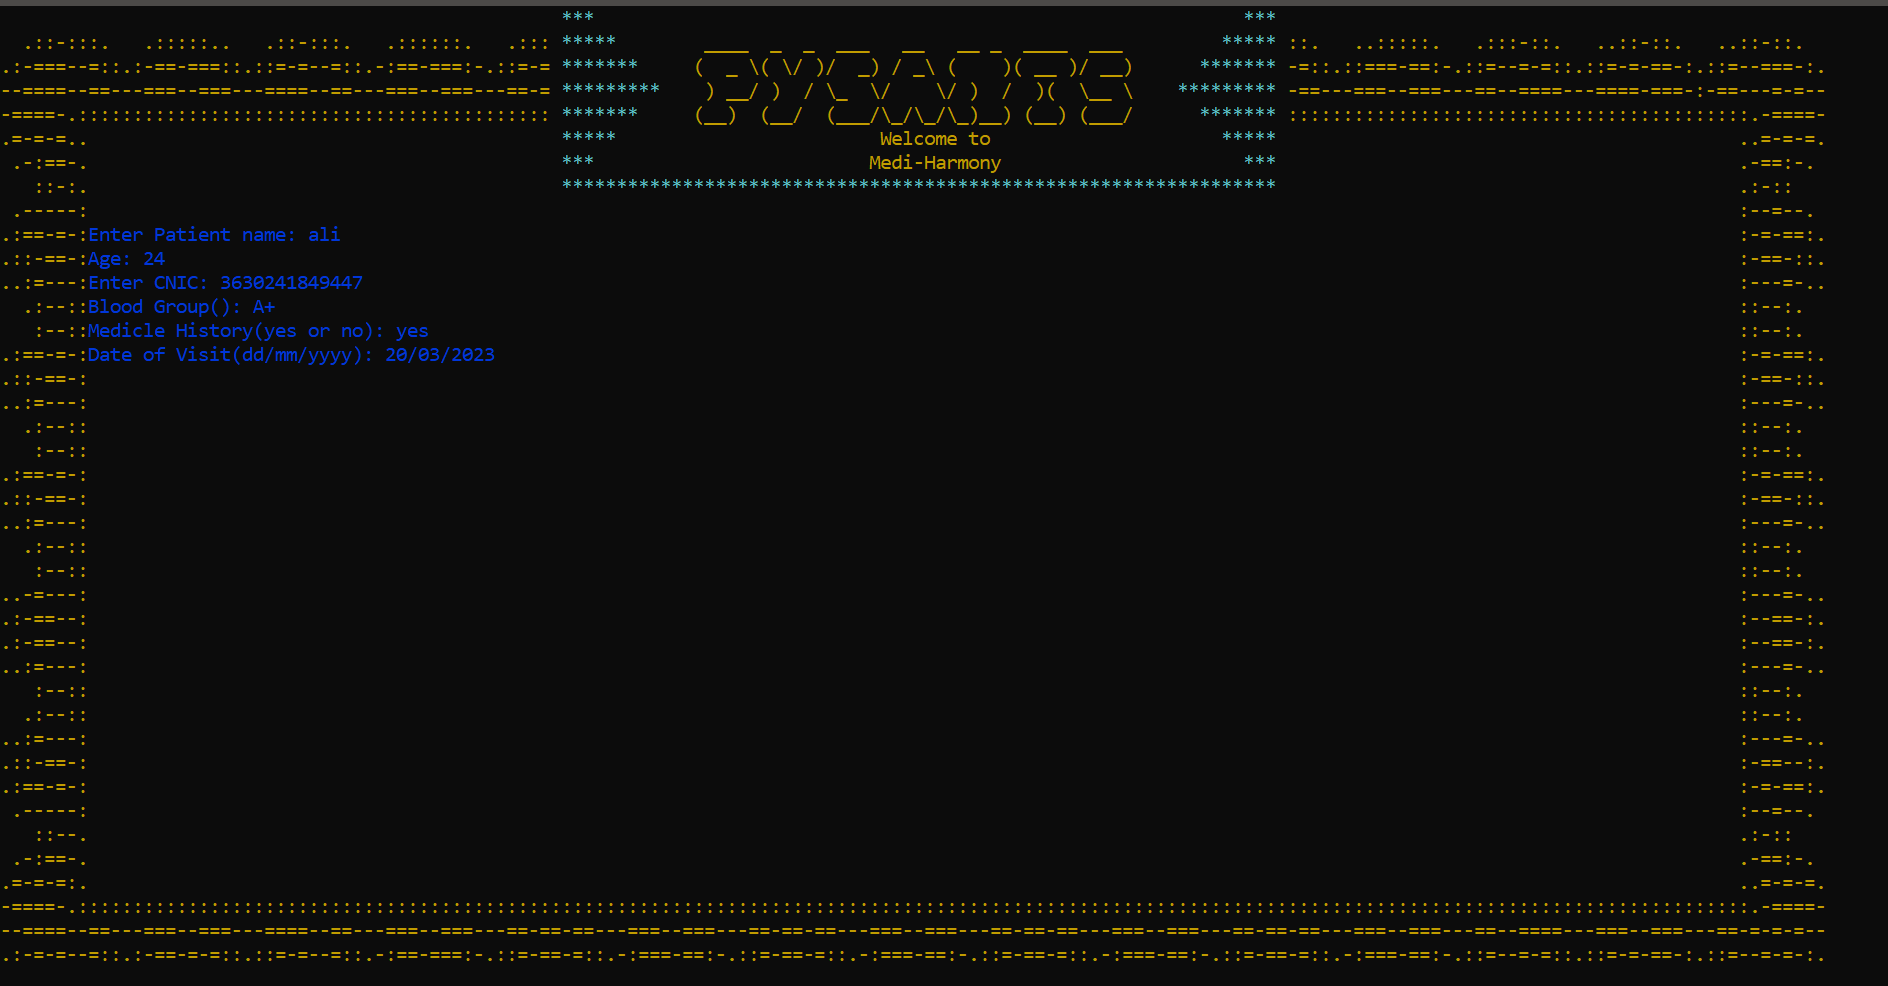 Welcome to
Medi-Harmony
Enter Patient name: ali
Age: 24
Enter CNIC: 3630241849447
Blood Group(): A+
Medicle History(yes or no): yes
Date of Visit(dd/mm/yyyy): 20/03/2023